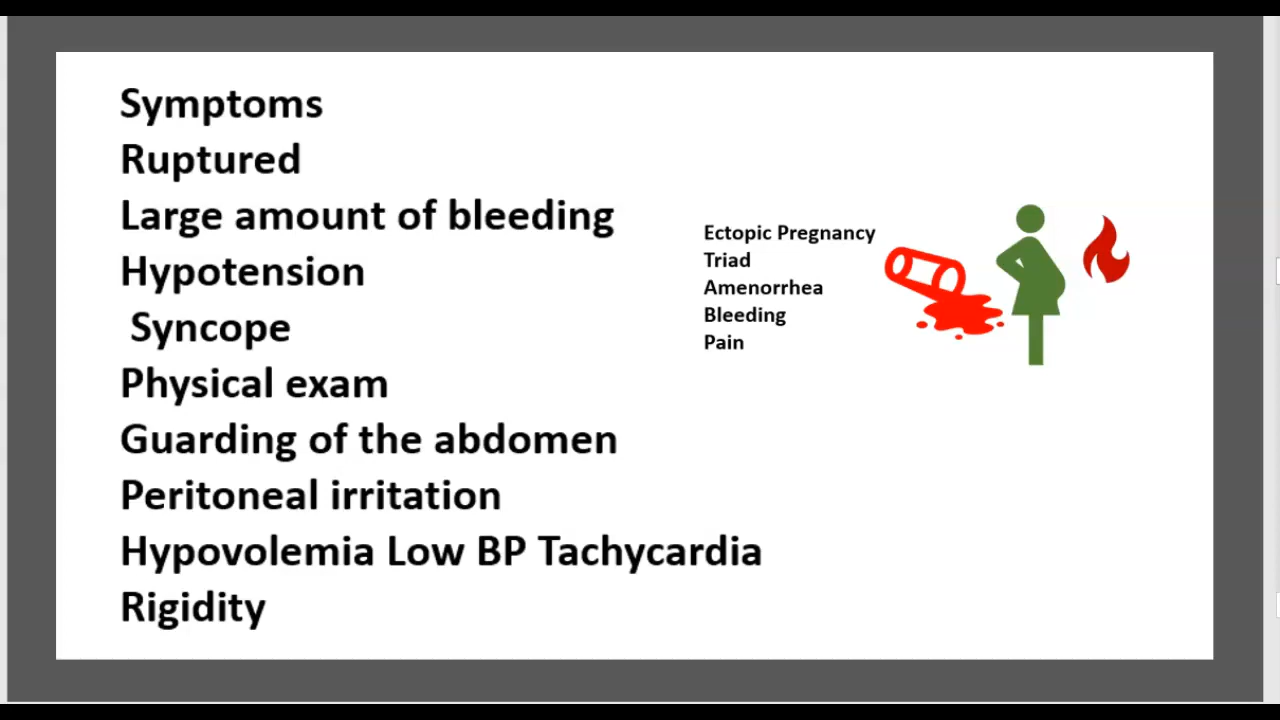 Symptoms
Ruptured
Large amount of bleeding
Hypotension
Syncope
Physical exam
Guarding of the abdomen
Peritoneal irritation
Hypovolemia Low BP Tachycardia
Rigidity
Ectopic Pregnancy
Triad
Amenorrhea
Bleeding
Pain